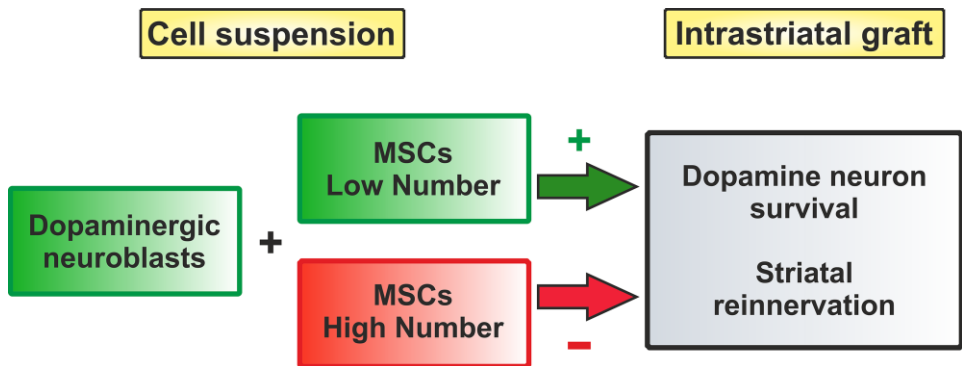 Cell suspension
Intrastriatal graft
Dopaminergic
neuroblasts
+
MSCs
Low Number
+
MSCs
High Number
−
Dopamine neuron
survival
Striatal
reinnervation